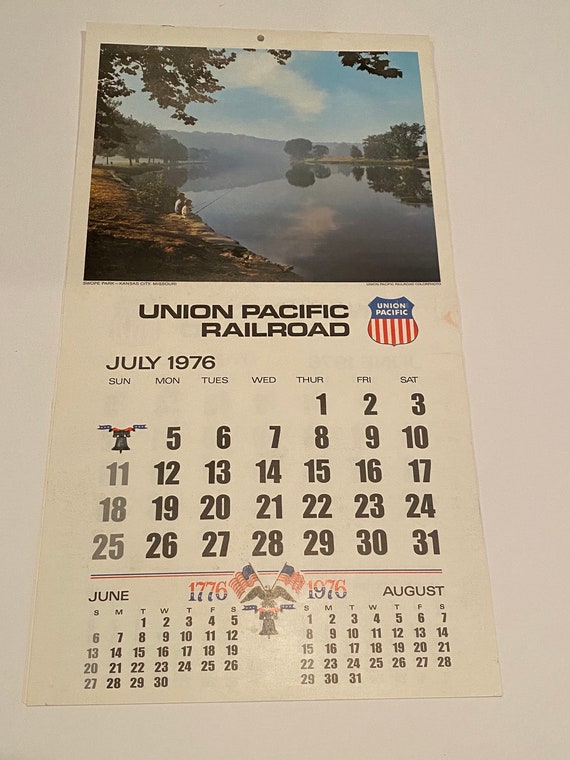 SWOPE PARK—KANSAS CITY, MISSOURI
UNION PACIFIC RAILROAD COLORPHOTO
UNION PACIFIC
RAILROAD
UNION
PACIFIC
JULY 1976
SUN MON TUES WED THUR FRI SAT
1 2 3
5 6 7 8 9 10
11 12 13 14 15 16 17
18 19 20 21 22 23 24
25 26 27 28 29 30 31
JUNE
S M T W T F S
1 2 3 4 5
6 7 8 9 10 11 12
13 14 15 16 17 18 19
20 21 22 23 24 25 26
27 28 29 30
1776 1976
AUGUST
S M T W T F S
1 2 3 4 5 6 7
8 9 10 11 12 13 14
15 16 17 18 19 20 21
22 23 24 25 26 27 28
29 30 31